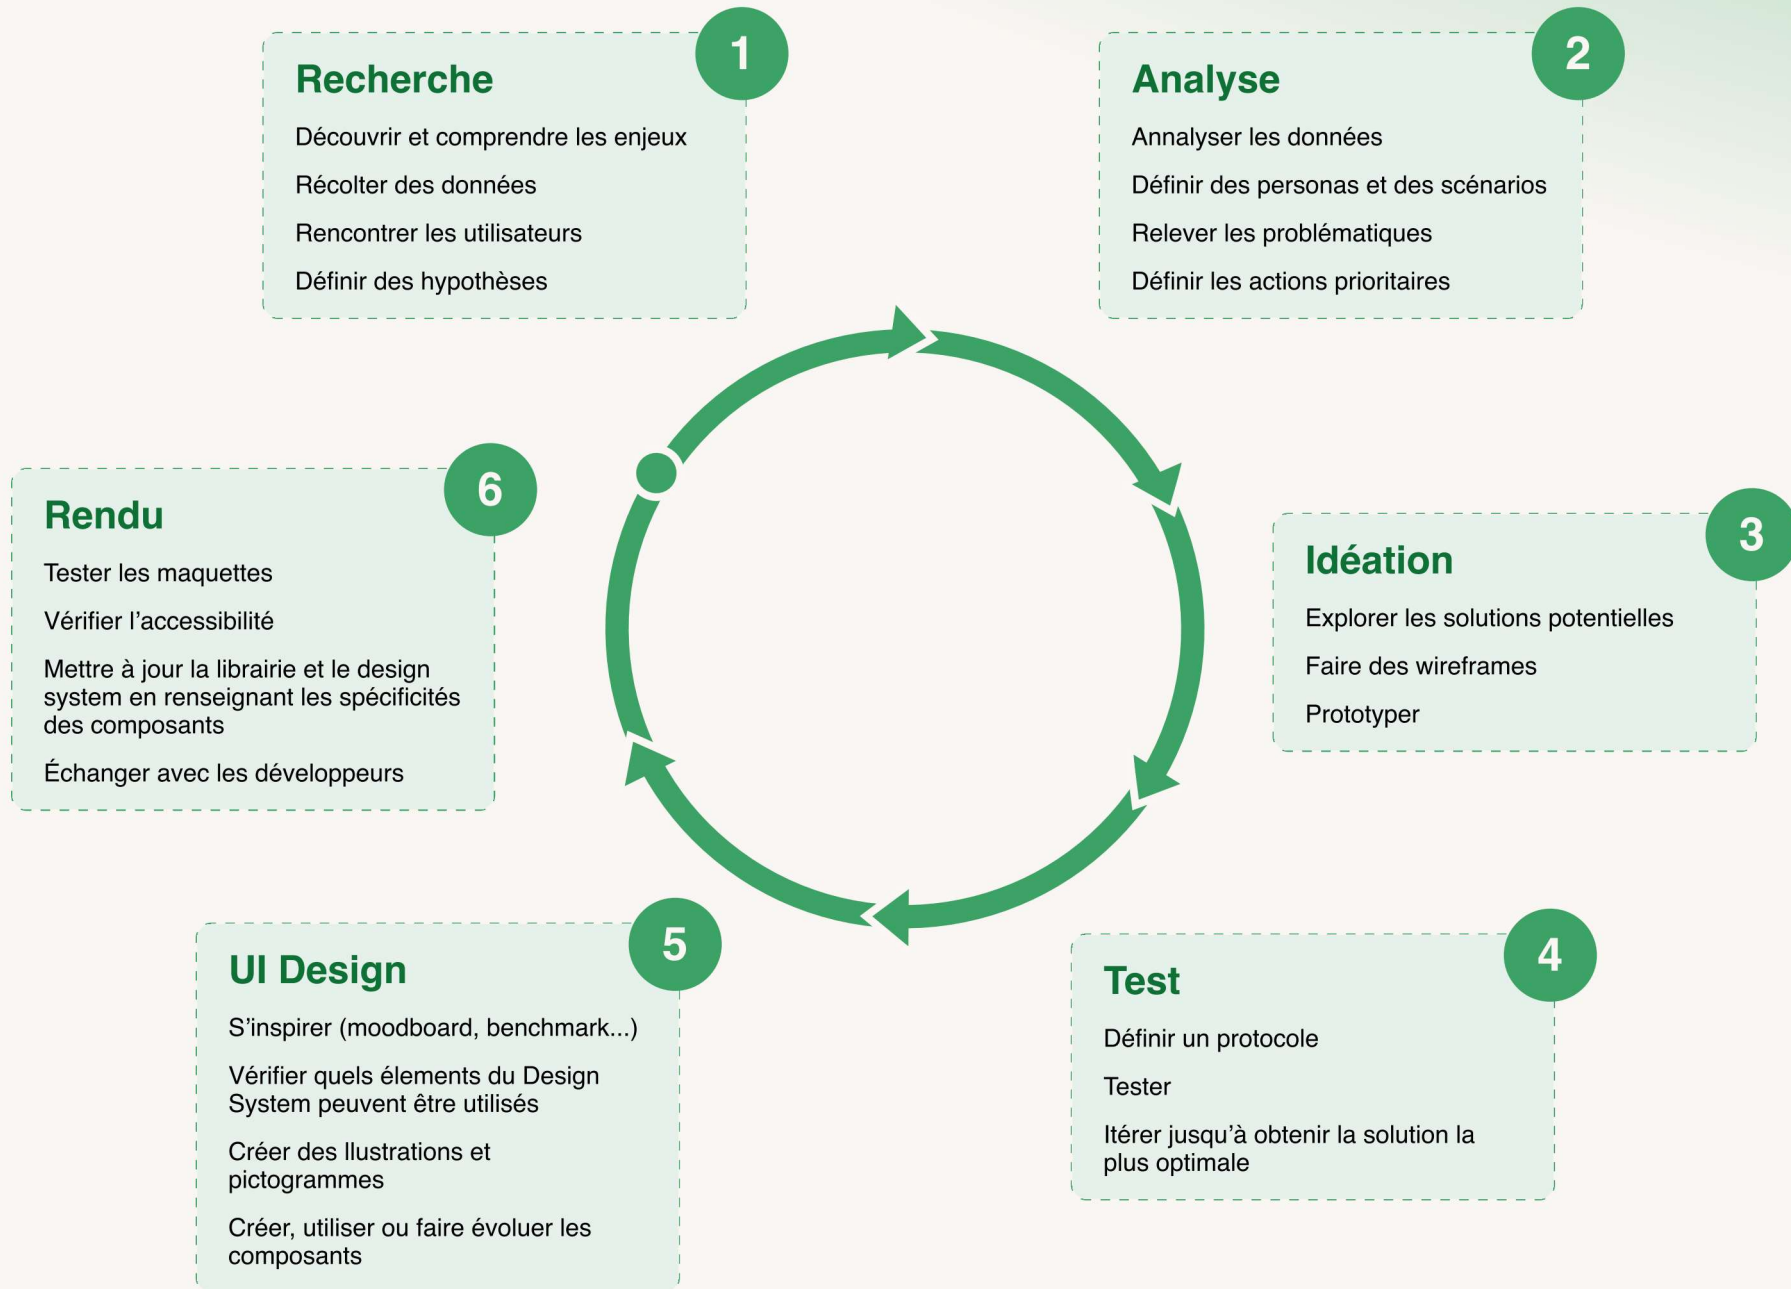 1
Recherche
Découvrir et comprendre les enjeux
Récolter des données
Rencontrer les utilisateurs
Définir des hypothèses
2
Analyse
Annalyser les données
Définir des personas et des scénarios
Relever les problématiques
Définir les actions prioritaires
3
Idéation
Explorer les solutions potentielles
Faire des wireframes
Prototyper
4
Test
Définir un protocole
Tester
Itérer jusqu’à obtenir la solution la
plus optimale
5
UI Design
S’inspirer (moodboard, benchmark...)
Vérifier quels élements du Design
System peuvent être utilisés
Créer des llustrations et
pictogrammes
Créer, utiliser ou faire évoluer les
composants
6
Rendu
Tester les maquettes
Vérifier l’accessibilité
Mettre à jour la librairie et le design
system en renseignant les spécificités
des composants
Échanger avec les développeurs